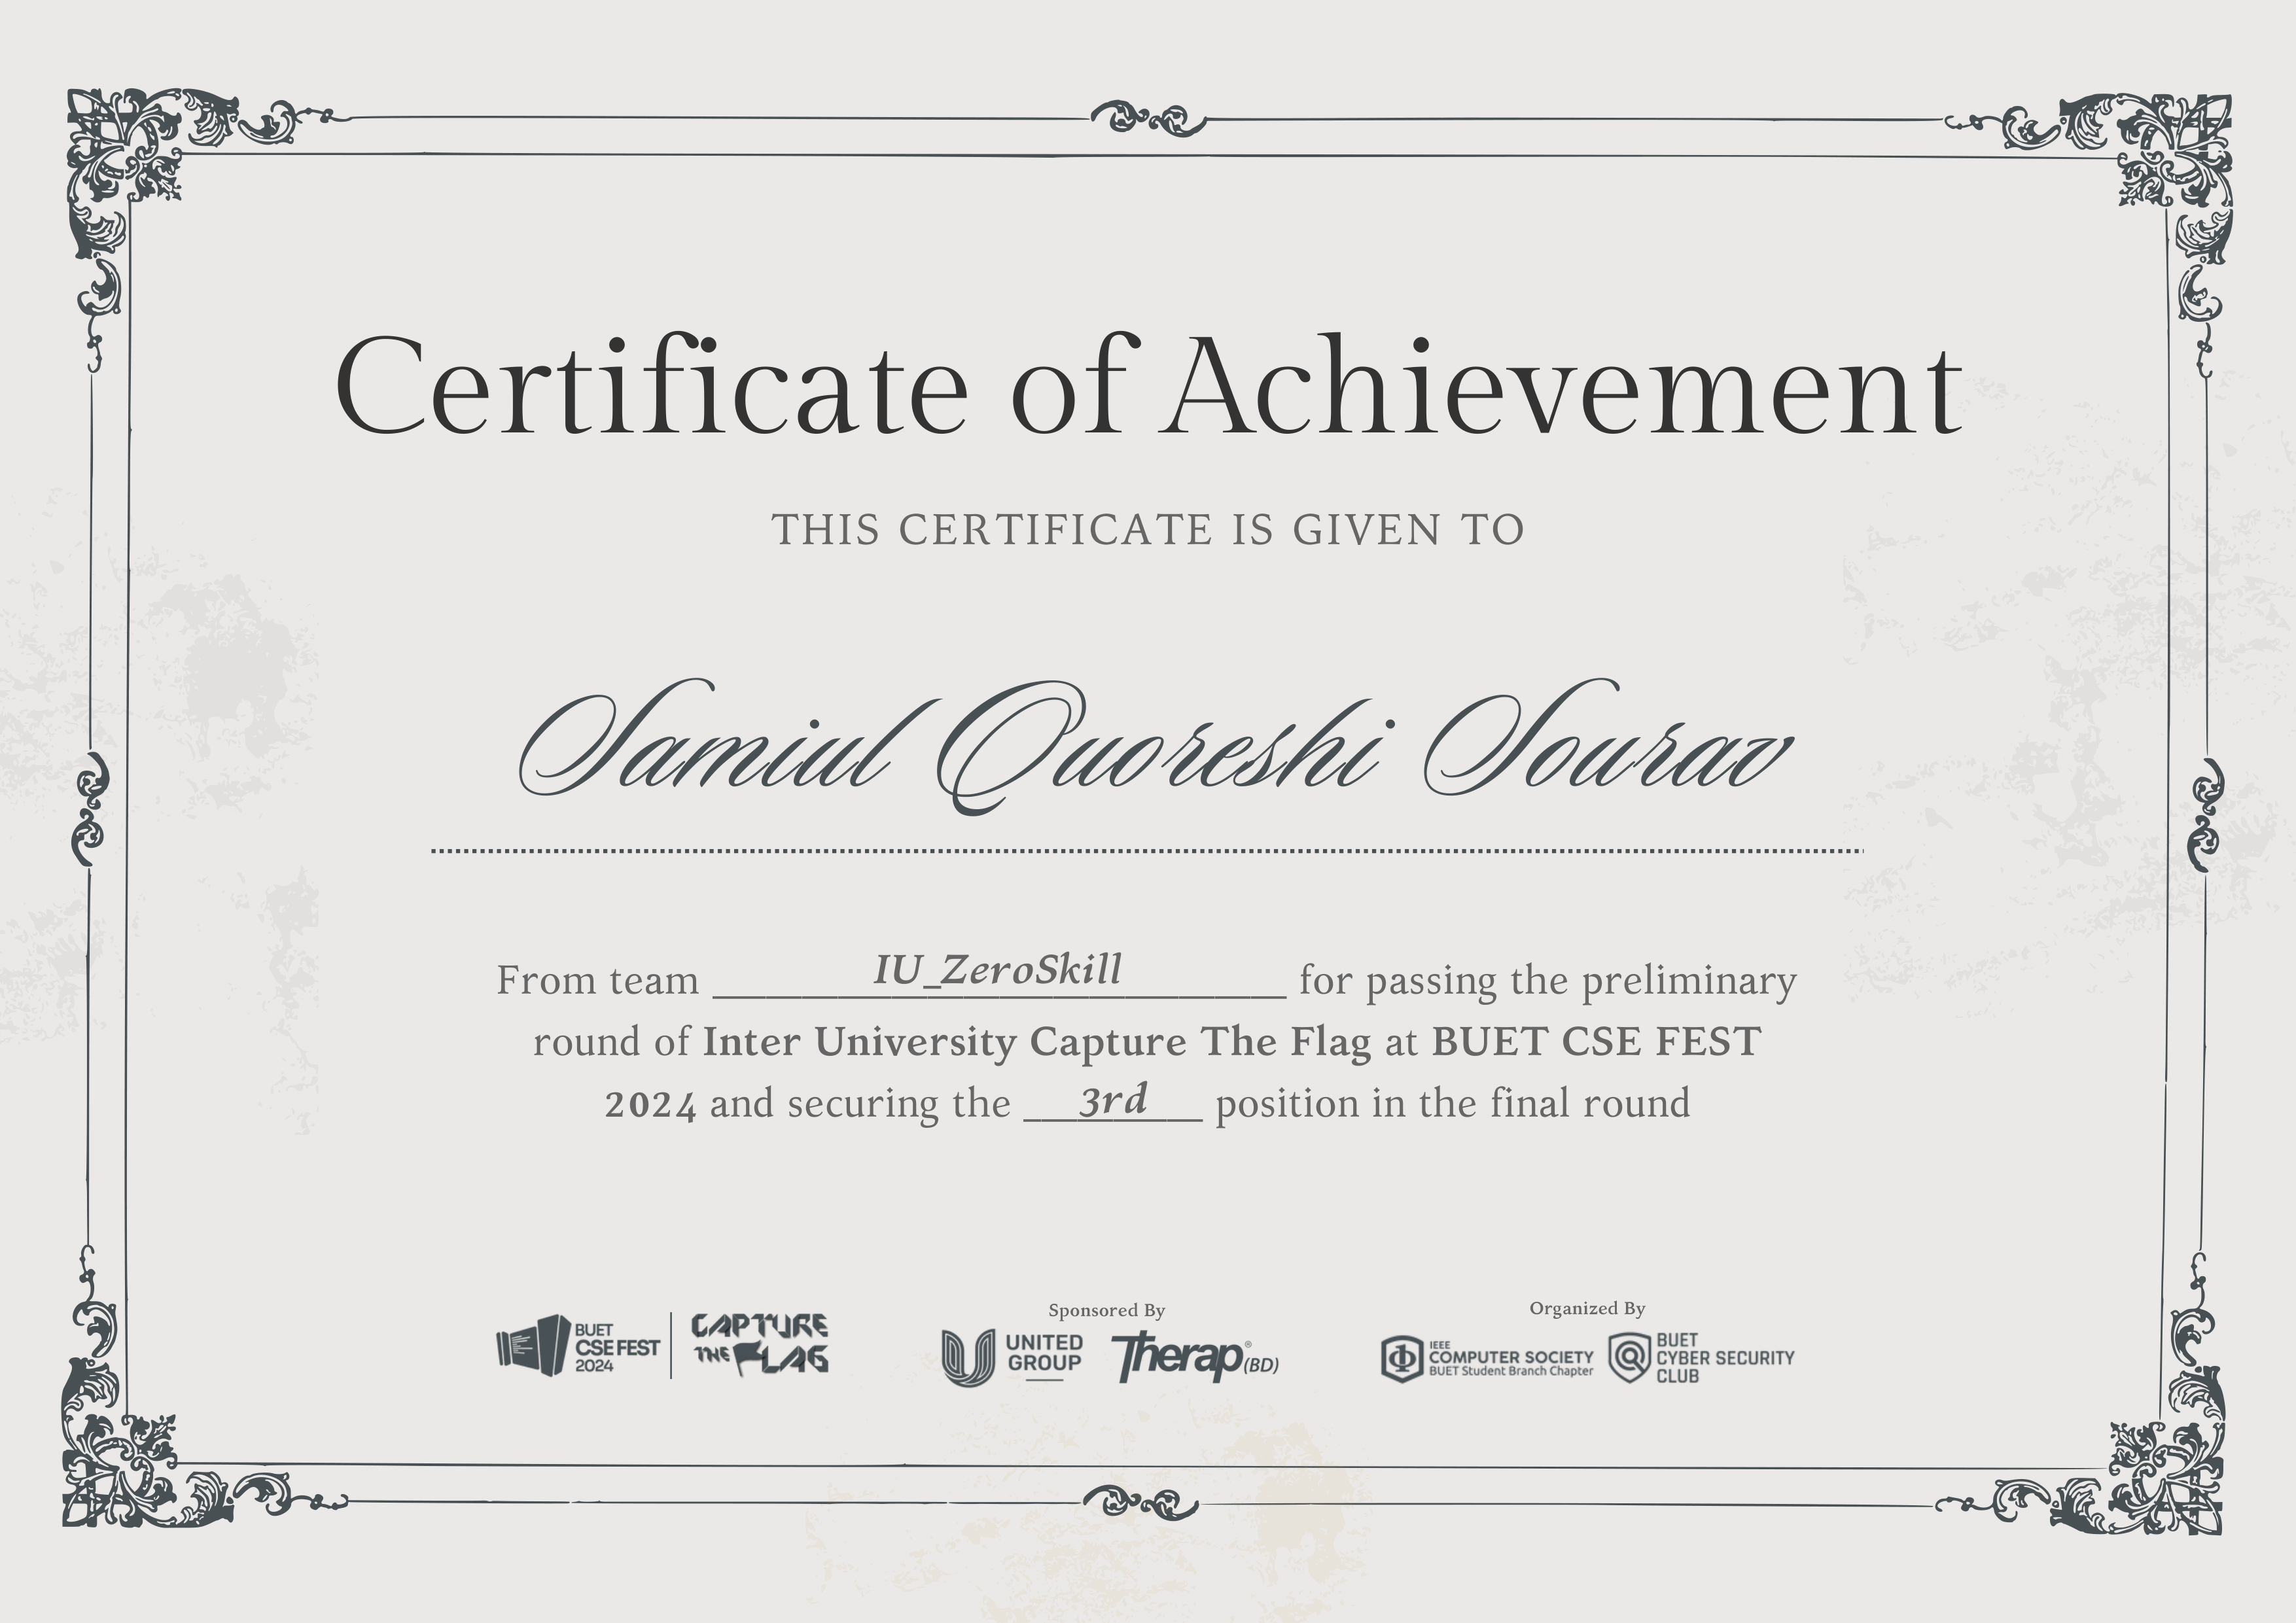 Certificate of Achievement
THIS CERTIFICATE IS GIVEN TO
Samiul Quoreshi Sourav
From team IU_ZeroSkill for passing the preliminary
round of Inter University Capture The Flag at BUET CSE FEST
2024 and securing the 3rd position in the final round
BUET
CSE FEST
2024
CAPTURE
THE FLAG
Sponsored By
UNITED
GROUP
Therap(BD)®
Organized By
IEEE
COMPUTER SOCIETY
BUET Student Branch Chapter
BUET
CYBER SECURITY
CLUB